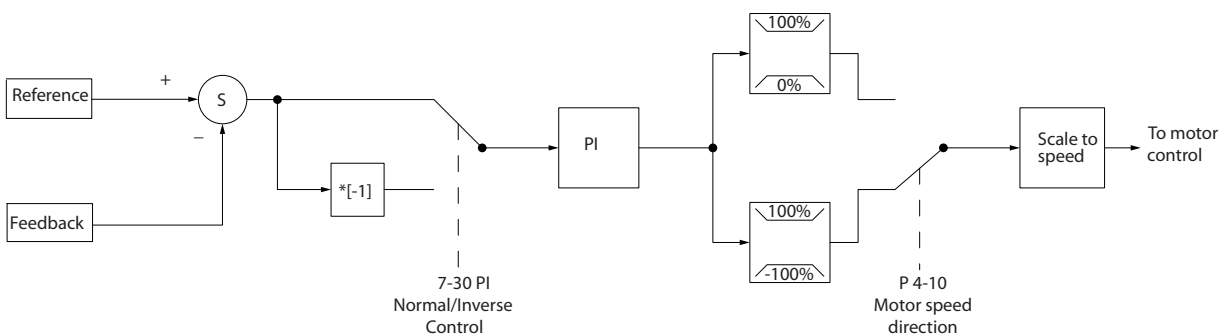 100%
0%
Reference
+
S
–
*[-1]
PI
Feedback
100%
-100%
Scale to
speed
To motor
control
7-30 PI
Normal/Inverse
Control
P 4-10
Motor speed
direction